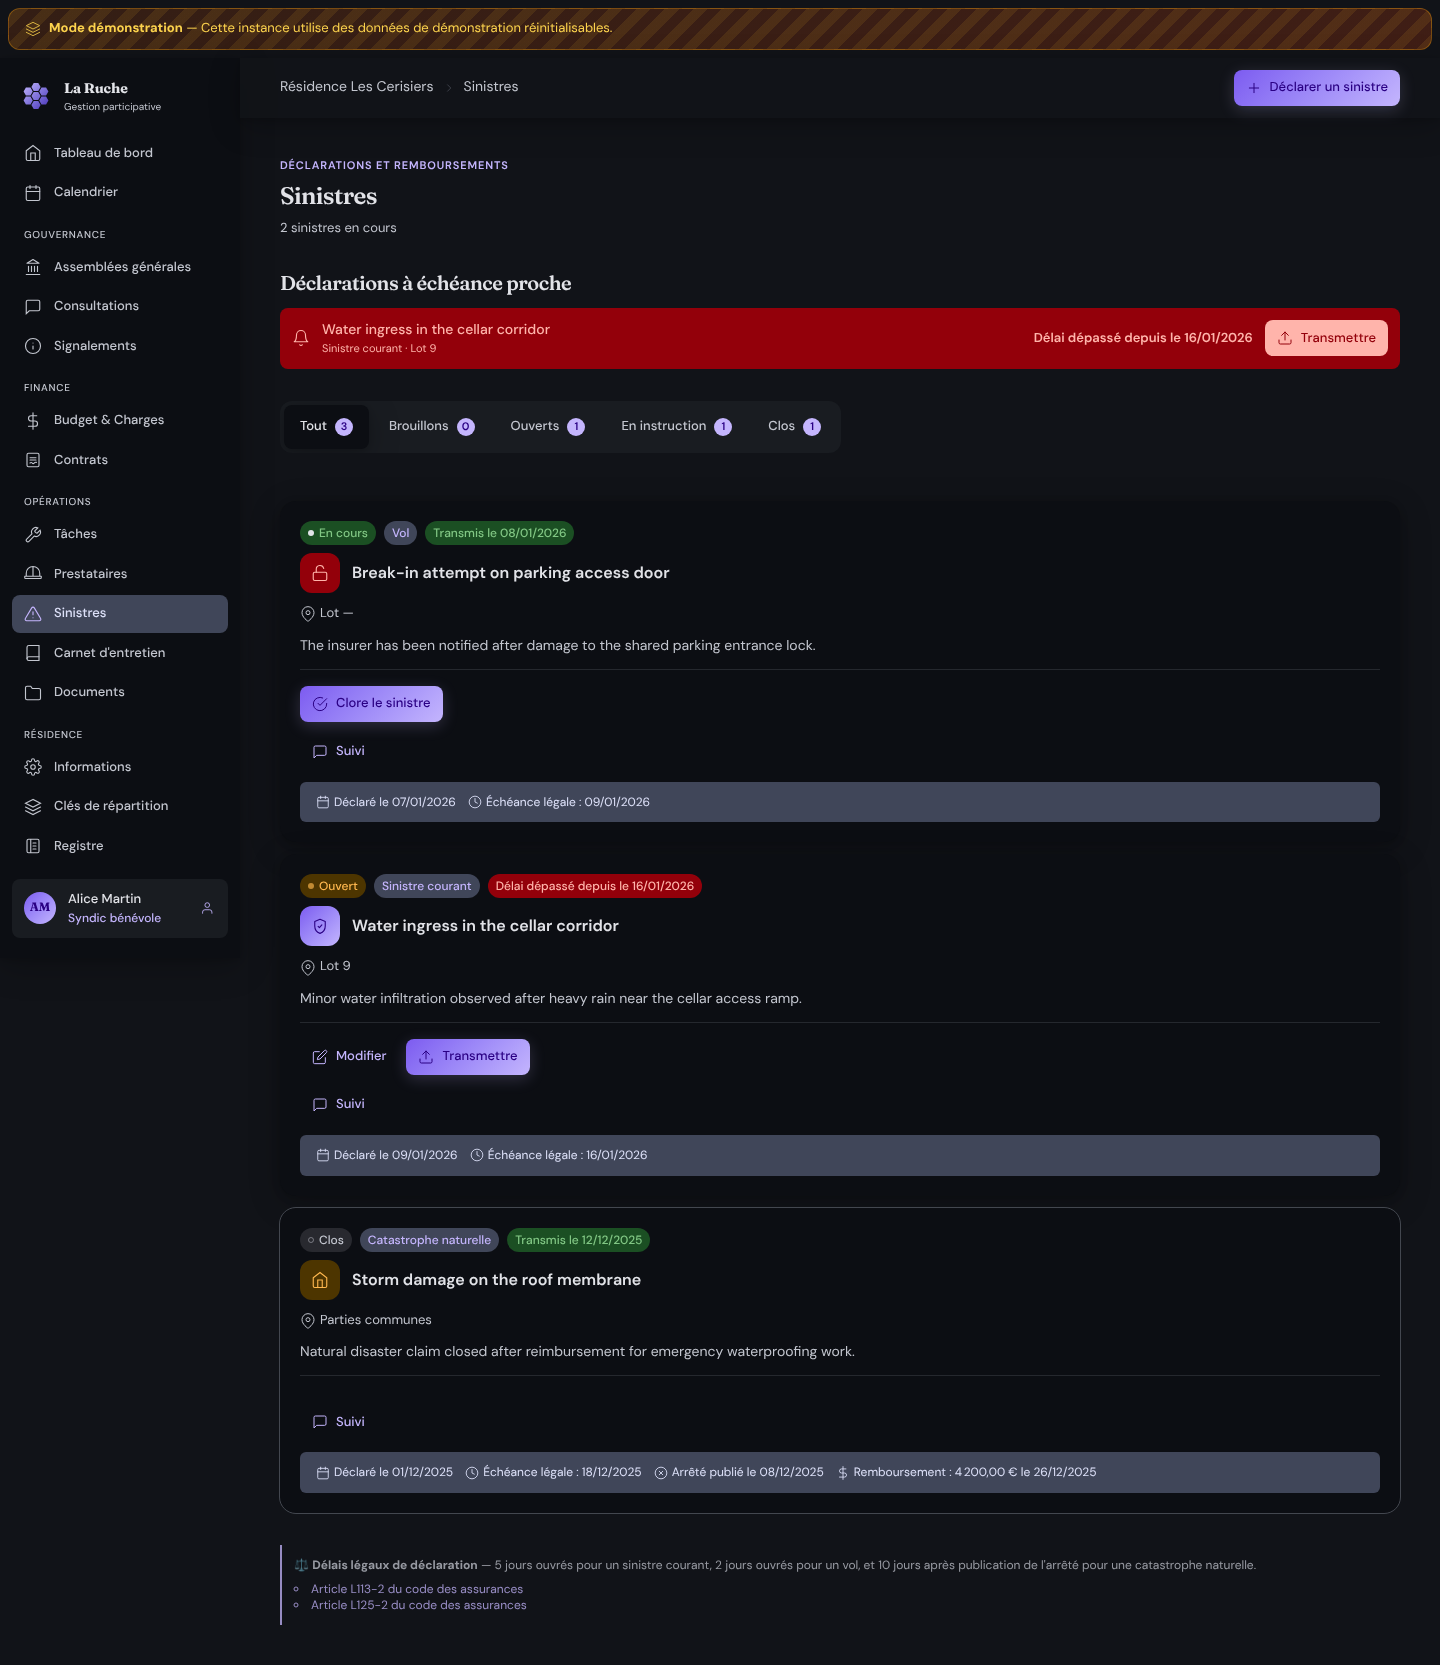 Mode démonstration — Cette instance utilise des données de démonstration réinitialisables.
La Ruche
Gestion participative
Résidence Les Cerisiers
Sinistres
Déclarer un sinistre
Tableau de bord
Calendrier
GOUVERNANCE
Assemblées générales
Consultations
Signalements
FINANCE
Budget & Charges
Contrats
OPÉRATIONS
Tâches
Prestataires
Sinistres
Carnet d'entretien
Documents
RÉSIDENCE
Informations
Clés de répartition
Registre
AM
Alice Martin
Syndic bénévole
DÉCLARATIONS ET REMBOURSEMENTS
Sinistres
2 sinistres en cours
Déclarations à échéance proche
Water ingress in the cellar corridor
Sinistre courant · Lot 9
Délai dépassé depuis le 16/01/2026
Transmettre
Tout 3
Brouillons 0
Ouverts 1
En instruction 1
Clos 1
En cours
Vol
Transmis le 08/01/2026
Break-in attempt on parking access door
Lot —
The insurer has been notified after damage to the shared parking entrance lock.
Clore le sinistre
Suivi
Déclaré le 07/01/2026
Échéance légale : 09/01/2026
Ouvert
Sinistre courant
Délai dépassé depuis le 16/01/2026
Water ingress in the cellar corridor
Lot 9
Minor water infiltration observed after heavy rain near the cellar access ramp.
Modifier
Transmettre
Suivi
Déclaré le 09/01/2026
Échéance légale : 16/01/2026
Clos
Catastrophe naturelle
Transmis le 12/12/2025
Storm damage on the roof membrane
Parties communes
Natural disaster claim closed after reimbursement for emergency waterproofing work.
Suivi
Déclaré le 01/12/2025
Échéance légale : 18/12/2025
Arrêté publié le 08/12/2025
Remboursement : 4 200,00 € le 26/12/2025
Délais légaux de déclaration — 5 jours ouvrés pour un sinistre courant, 2 jours ouvrés pour un vol, et 10 jours après publication de l'arrêté pour une catastrophe naturelle.
Article L113-2 du code des assurances
Article L125-2 du code des assurances